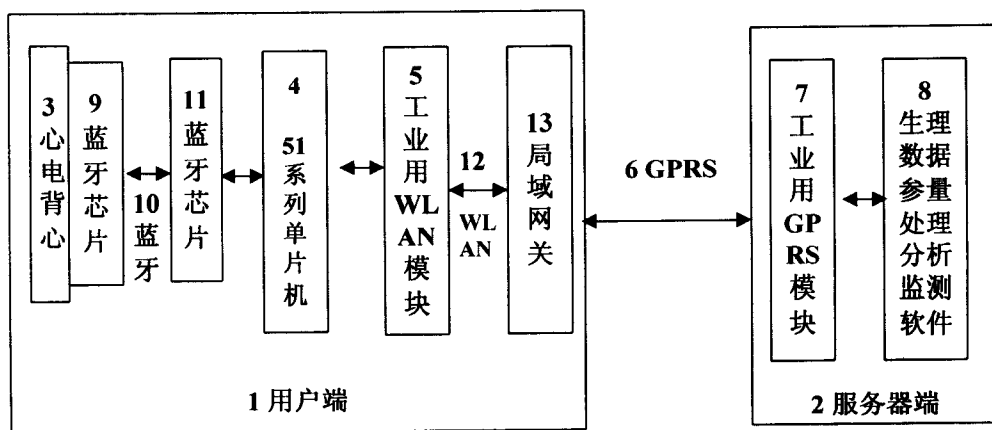 3
心
电
背
心
9
蓝
牙
芯
片
10
蓝
牙
11
蓝
牙
芯
片
4
51
系
列
单
片
机
5
工
业
用
WL
AN
模
块
12
WL
AN
13
局
域
网
关
1 用户端
6 GPRS
7
工
业
用
GP
RS
模
块
8
生理
数据
参量
处理
分析
监测
软件
2 服务器端